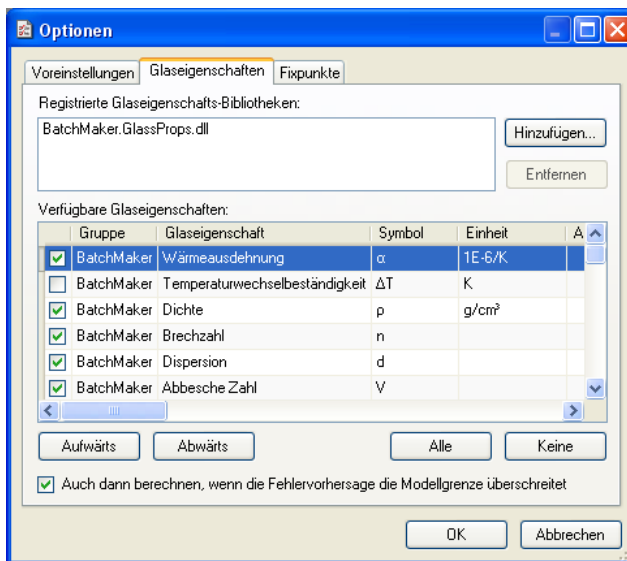 Optionen
Voreinstellungen Glaseigenschaften Fixpunkte
Registrierte Glaseigenschafts-Bibliotheken:
BatchMaker.GlassProps.dll
Hinzufügen...
Entfernen
Verfügbare Glaseigenschaften:
Gruppe Glaseigenschaft Symbol Einheit A
BatchMaker Wärmeausdehnung α 1E-6/K
BatchMaker Temperaturwechselbeständigkeit ΔT K
BatchMaker Dichte ρ g/cm³
BatchMaker Brechzahl n
BatchMaker Dispersion d
BatchMaker Abbesche Zahl V
Aufwärts Abwärts Alle Keine
Auch dann berechnen, wenn die Fehlervorhersage die Modellgrenze überschreitet
OK Abbrechen